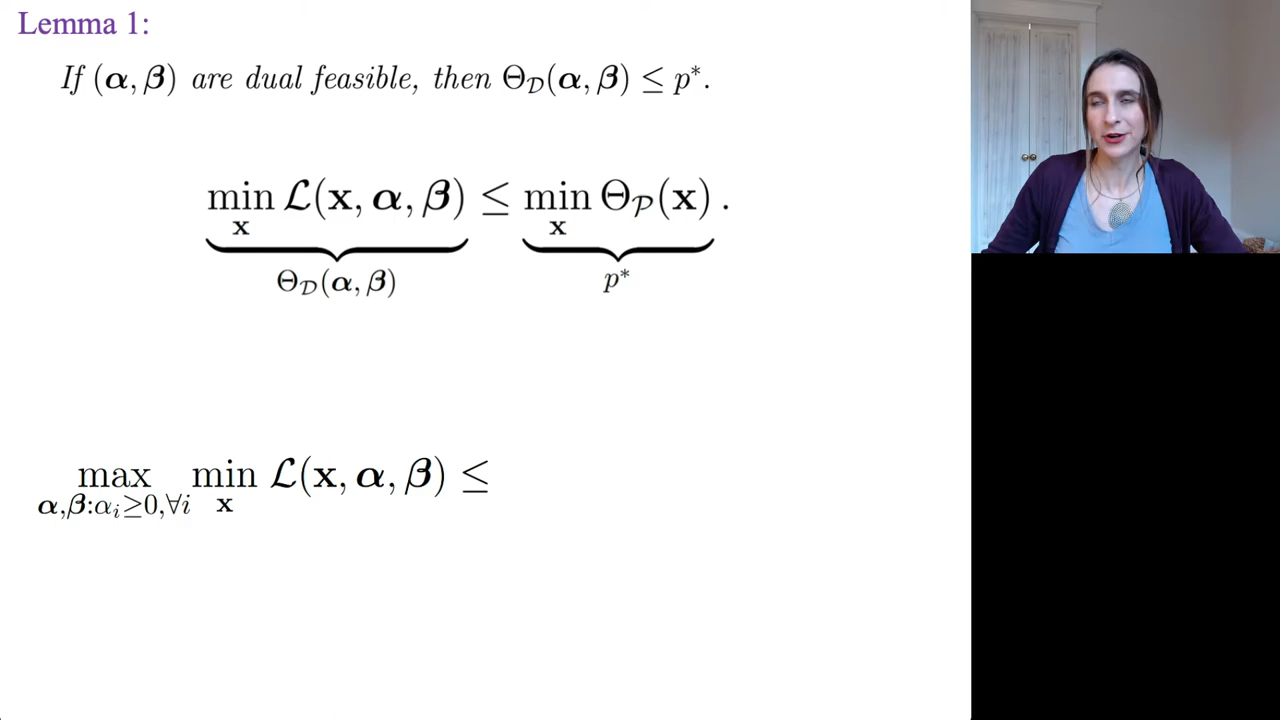 Lemma 1:
If (α, β) are dual feasible, then Θ_𝒟(α, β) ≤ p*.
min_x ℒ(x, α, β) ≤ min_x Θ_𝒫(x) .
Θ_𝒟(α, β) p*
max_{α,β:α_i≥0,∀i} min_x ℒ(x, α, β) ≤